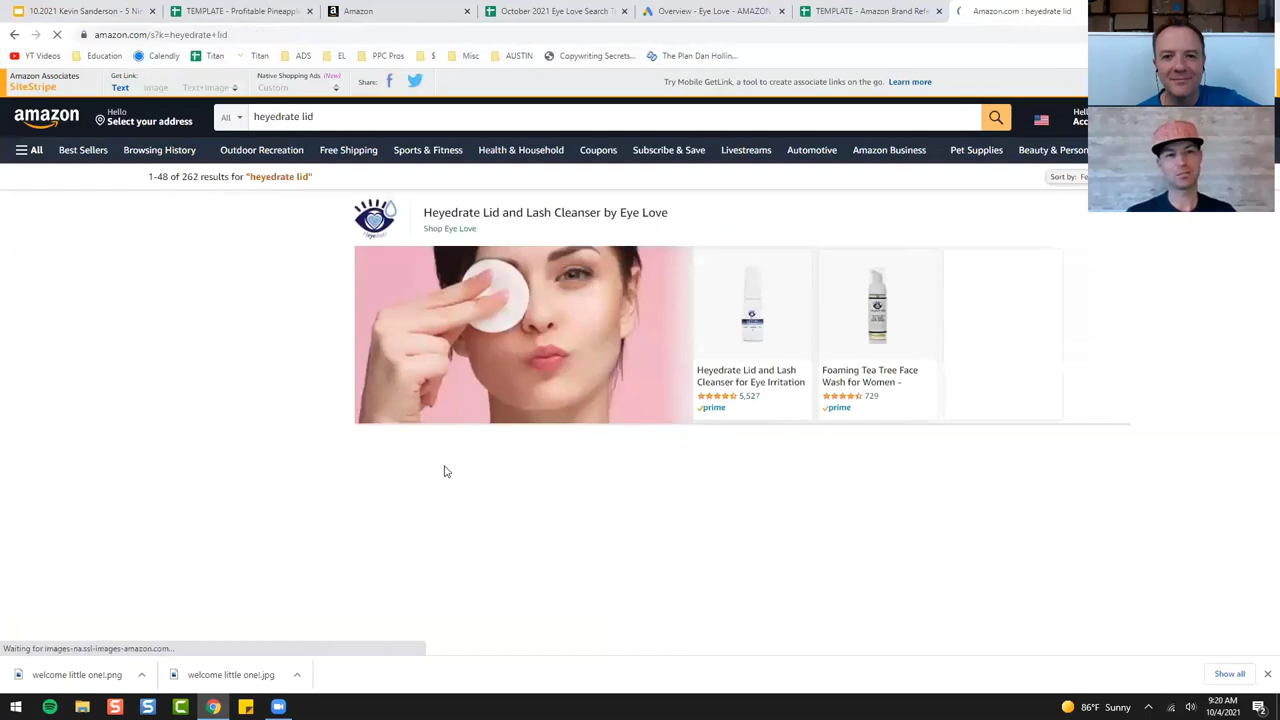 10.2021 Kevin Sanderson - 5 Nin
TEMPLATE - Profitable Pineapple
Amazon
October 2021 Eye Love Search T
Overview - Eye Love - AMAZON
TEMPLATE - Amazon Brand Refe
Amazon.com : heyedrate lid
amazon.com/s?k=heyedrate+lid
YT Videos
Education
Calendly
Titan
Titan
ADS
EL
PPC Pros
$
Misc
AUSTIN
Copywriting Secrets...
The Plan Dan Hollin...
Amazon Associates
SiteStripe
Get Link:
Text
Image
Text+Image
Native Shopping Ads (New)
Custom
Share:
Try Mobile GetLink, a tool to create associate links on the go. Learn more
amazon
Hello
Select your address
All
heyedrate lid
Hello
Acc
All
Best Sellers
Browsing History
Outdoor Recreation
Free Shipping
Sports & Fitness
Health & Household
Coupons
Subscribe & Save
Livestreams
Automotive
Amazon Business
Pet Supplies
Beauty & Person
1-48 of 262 results for "heyedrate lid"
Sort by: Fe
Heyedrate Lid and Lash Cleanser by Eye Love
Shop Eye Love
Heyedrate Lid and Lash
Cleanser for Eye Irritation
5,527
prime
Foaming Tea Tree Face
Wash for Women -
729
prime
Waiting for images-na.ssl-images-amazon.com...
welcome little one!.png
welcome little one!.jpg
Show all
86°F Sunny
9:20 AM
10/4/2021
2